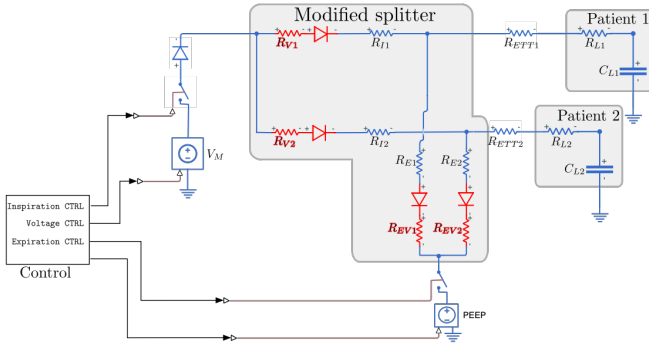 Modified splitter
Patient 1
R_V1
R_I1
R_ETT1
R_L1
C_L1
Patient 2
V_M
R_V2
R_I2
R_ETT2
R_L2
R_E1
R_E2
C_L2
Inspiration CTRL
Voltage CTRL
Expiration CTRL
R_EV1
R_EV2
Control
PEEP